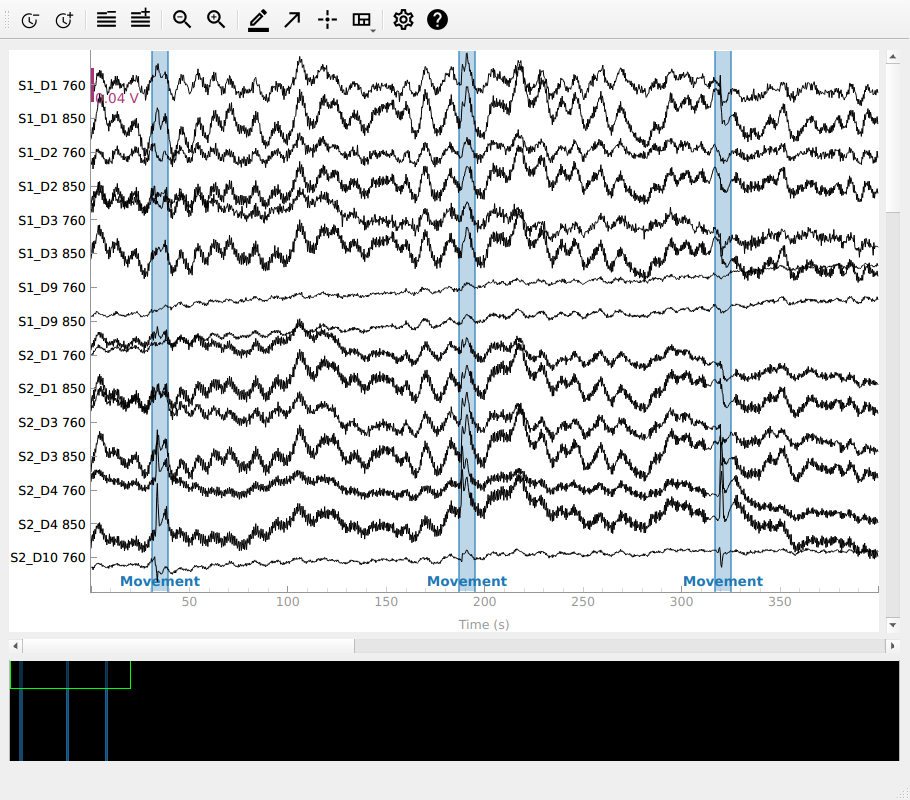 S1_D1 760
0.04 V
S1_D1 850
S1_D2 760
S1_D2 850
S1_D3 760
S1_D3 850
S1_D9 760
S1_D9 850
S2_D1 760
S2_D1 850
S2_D3 760
S2_D3 850
S2_D4 760
S2_D4 850
S2_D10 760
Movement Movement Movement
50 100 150 200 250 300 350
Time (s)